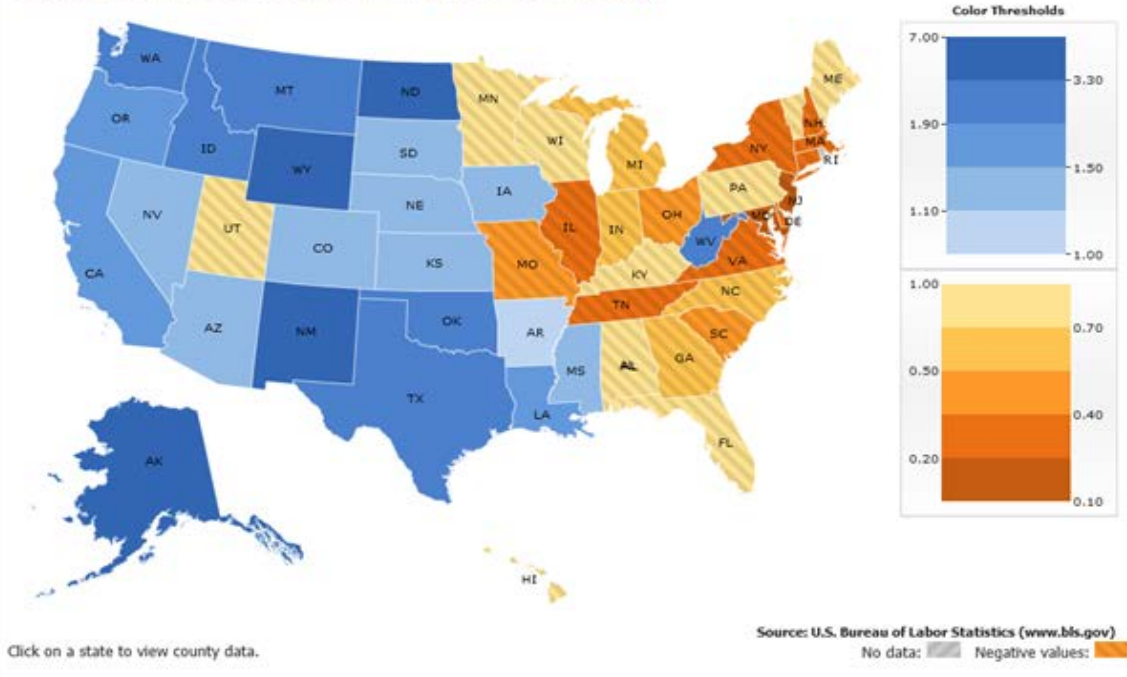 Color Thresholds
7.00
3.30
1.90
1.50
1.10
1.00
1.00
0.70
0.50
0.40
0.20
0.10
WA
MT
ND
MN
ME
OR
ID
SD
WI
MI
NY
NH
MA
RI
WY
NE
IA
PA
NJ
NV
UT
CO
KS
MO
IL
IN
OH
WV
DE
VA
KY
CA
AZ
NM
OK
AR
TN
NC
SC
TX
LA
MS
AL
GA
FL
AK
HI
Click on a state to view county data.
Source: U.S. Bureau of Labor Statistics (www.bls.gov)
No data:
Negative values: